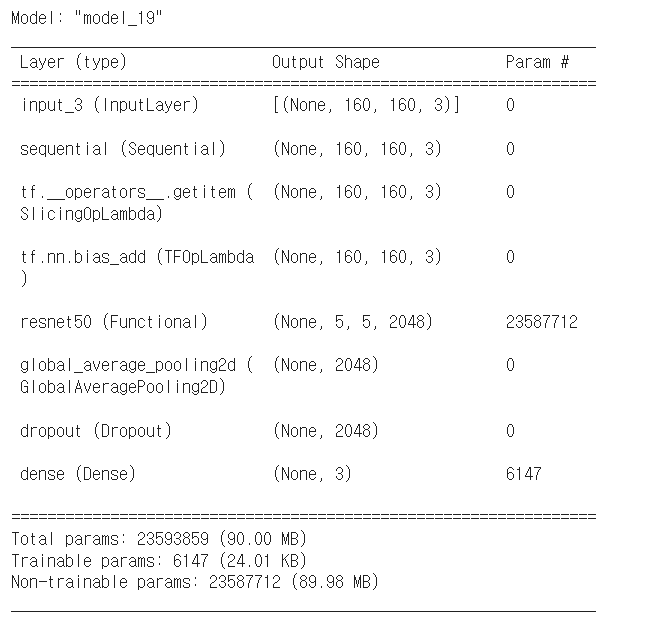 Model: "model_19"
_________________________________________________________________
Layer (type) Output Shape Param #
=================================================================
input_3 (InputLayer) [(None, 160, 160, 3)] 0
sequential (Sequential) (None, 160, 160, 3) 0
tf.__operators__.getitem ( (None, 160, 160, 3) 0
SlicingOpLambda)
tf.nn.bias_add (TFOpLambda (None, 160, 160, 3) 0
)
resnet50 (Functional) (None, 5, 5, 2048) 23587712
global_average_pooling2d ( (None, 2048) 0
GlobalAveragePooling2D)
dropout (Dropout) (None, 2048) 0
dense (Dense) (None, 3) 6147
=================================================================
Total params: 23593859 (90.00 MB)
Trainable params: 6147 (24.01 KB)
Non-trainable params: 23587712 (89.98 MB)
_________________________________________________________________